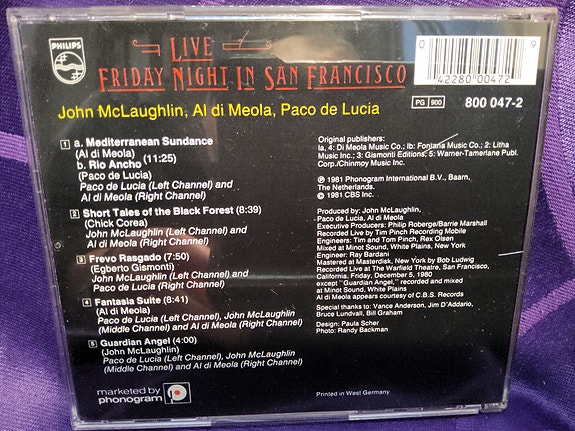 PHILIPS
LIVE
FRIDAY NIGHT IN SAN FRANCISCO
John McLaughlin, Al di Meola, Paco de Lucia
0 42280 00472 9
PG 900 800 047-2
1 a. Mediterranean Sundance
(Al di Meola)
b. Rio Ancho (11:25)
(Paco de Lucia)
Paco de Lucia (Left Channel) and
Al di Meola (Right Channel)
2 Short Tales of the Black Forest (8:39)
(Chick Corea)
John McLaughlin (Left Channel) and
Al di Meola (Right Channel)
3 Frevo Rasgado (7:50)
(Egberto Gismonti)
John McLaughlin (Left Channel) and
Paco de Lucia (Right Channel)
4 Fantasia Suite (8:41)
(Al di Meola)
Paco de Lucia (Left Channel), John McLaughlin
(Middle Channel) and Al di Meola (Right Channel)
5 Guardian Angel (4:00)
(John McLaughlin)
Paco de Lucia (Left Channel), John McLaughlin
(Middle Channel) and Al di Meola (Right Channel)
marketed by
phonogram
Original publishers:
Ia, 4: Di Meola Music Co.; Ib: Fontana Music Co.; 2: Litha
Music Inc.; 3: Gismonti Editions; 5: Warner-Tamerlane Publ.
Corp./Chinmoy Music Inc.
℗ 1981 Phonogram International B.V., Baarn,
The Netherlands.
© 1981 CBS Inc.
Produced by: John McLaughlin,
Paco de Lucia, Al di Meola
Executive Producers: Philip Roberge/Barrie Marshall
Recorded Live by Tim Pinch Recording Mobile
Engineers: Tim and Tom Pinch, Rex Olsen
Mixed at Minot Sound, White Plains, New York
Engineer: Ray Bardani
Mastered at Masterdisk, New York by Bob Ludwig
Recorded Live at The Warfield Theatre, San Francisco,
California, Friday, December 5, 1980
except "Guardian Angel," recorded and mixed
at Minot Sound, White Plains
Al di Meola appears courtesy of C.B.S. Records
Special thanks to: Vance Anderson, Jim D'Addario,
Bruce Lundvall, Bill Graham
Design: Paula Scher
Photo: Randy Backman
Printed in West Germany